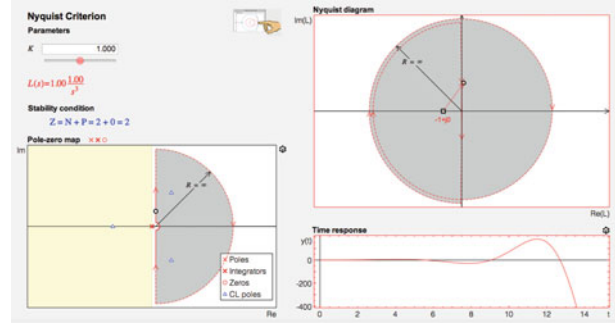 Nyquist Criterion
Parameters
K 1.000
L(s)=1.00 1.00/s³
Stability condition
Z = N + P = 2 + 0 = 2
Pole-zero map
Im
R = ∞
Poles
Integrators
Zeros
CL poles
Re
Nyquist diagram
Im(L)
R = ∞
-1+j0
Re(L)
Time response
y(t)
0
-200
-400
0 2 4 6 8 10 12 14 t